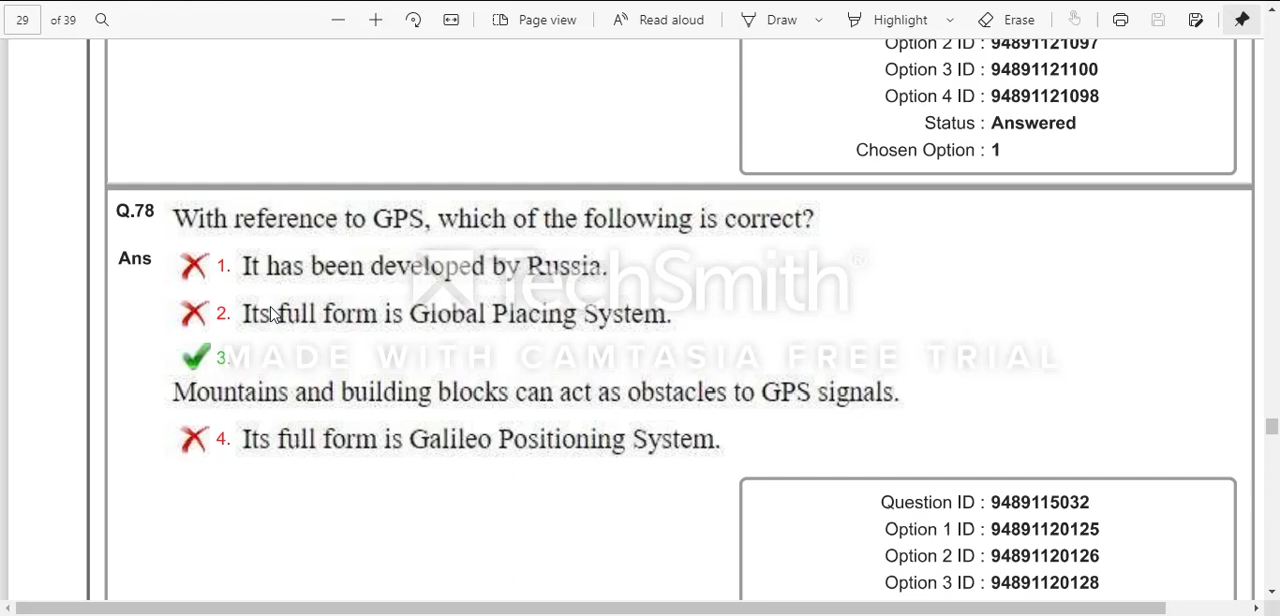 29 of 39 Page view Read aloud Draw Highlight Erase
Option 2 ID : 94891121097
Option 3 ID : 94891121100
Option 4 ID : 94891121098
Status : Answered
Chosen Option : 1
Q.78 With reference to GPS, which of the following is correct?
Ans 1. It has been developed by Russia.
TechSmith®
2. Its full form is Global Placing System.
3.
MADE WITH CAMTASIA FREE TRIAL
Mountains and building blocks can act as obstacles to GPS signals.
4. Its full form is Galileo Positioning System.
Question ID : 9489115032
Option 1 ID : 94891120125
Option 2 ID : 94891120126
Option 3 ID : 94891120128